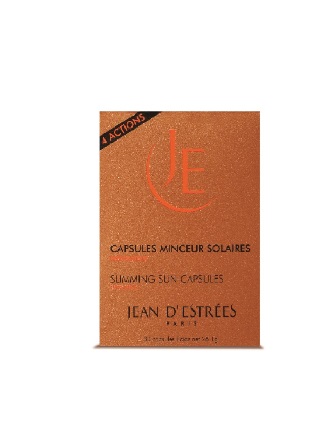 4 ACTIONS
JE
CAPSULES MINCEUR SOLAIRES
SLIMMING SUN CAPSULES
JEAN D'ESTRÉES
PARIS